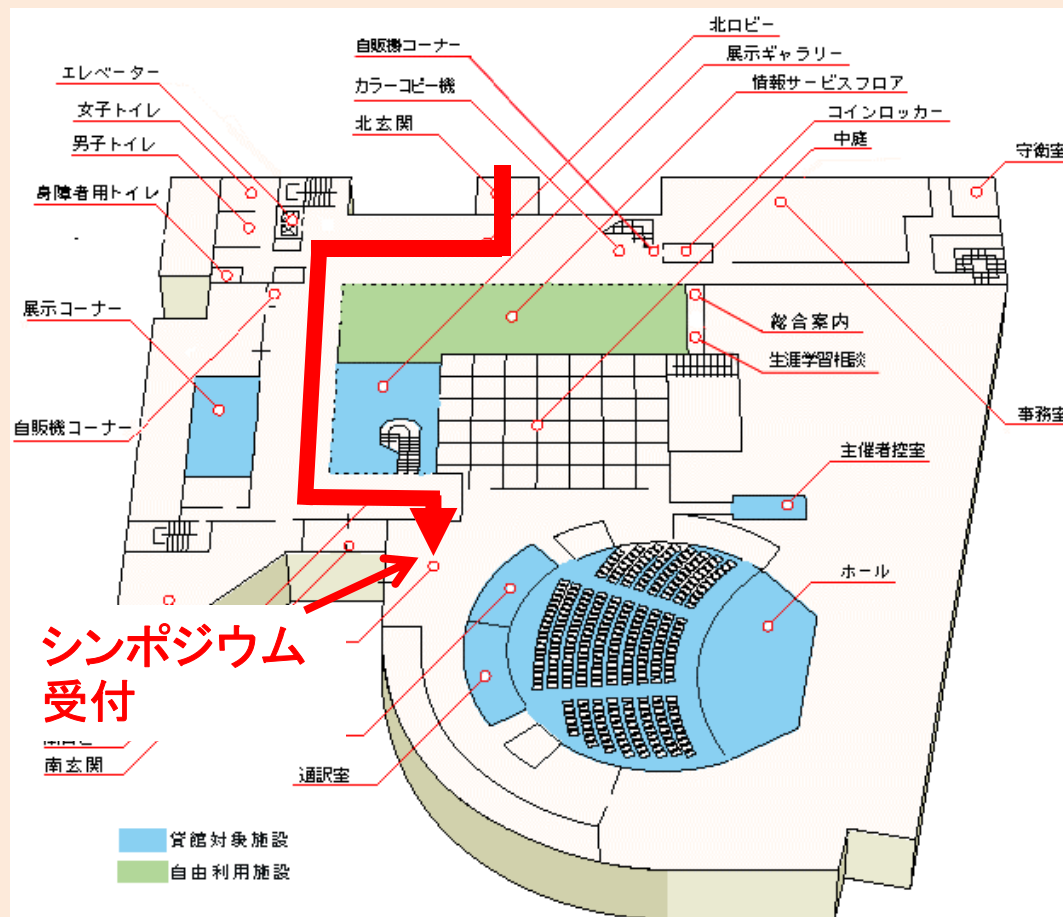 北ロビー
自販機コーナー
展示ギャラリー
エレベーター
カラーコピー機
情報サービスフロア
女子トイレ
北玄関
コインロッカー
男子トイレ
中庭
守衛室
身障者用トイレ
展示コーナー
総合案内
生涯学習相談
自販機コーナー
事務室
主催者控室
ホール
シンポジウム
受付
南玄関
通訳室
貸館対象施設
自由利用施設